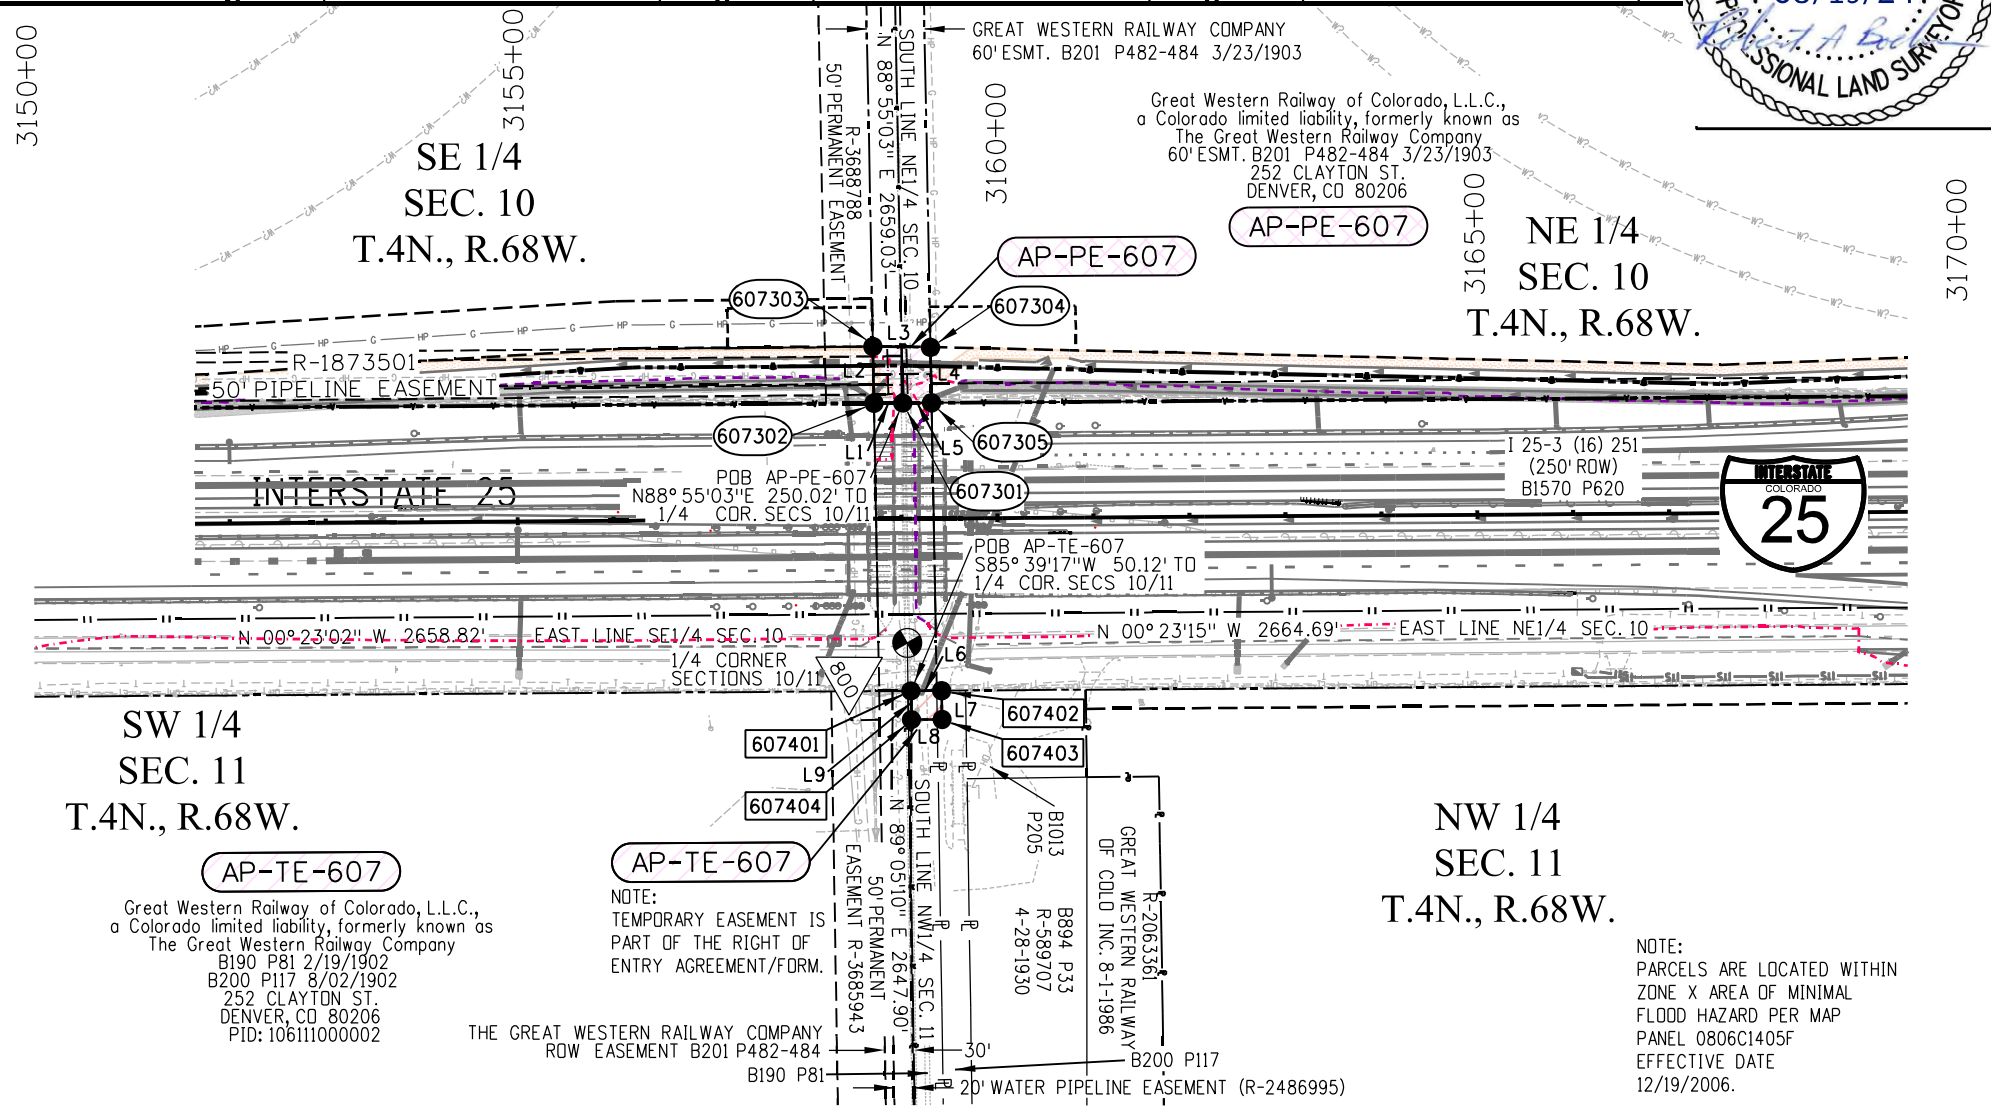 3150+00
3155+00
3160+00
3165+00
3170+00
GREAT WESTERN RAILWAY COMPANY
60' ESMT. B201 P482-484 3/23/1903
SOUTH LINE NE1/4 SEC. 10
N 88°55'03" E 2659.03'
R-3688788
50' PERMANENT EASEMENT
SSIONAL LAND SURVEYOR
Great Western Railway of Colorado, L.L.C.,
a Colorado limited liability, formerly known as
The Great Western Railway Company
60' ESMT. B201 P482-484 3/23/1903
252 CLAYTON ST.
DENVER, CO 80206
AP-PE-607
SE 1/4
SEC. 10
T.4N., R.68W.
NE 1/4
SEC. 10
T.4N., R.68W.
AP-PE-607
607303
607304
L3
L2
L4
R-1873501
50' PIPELINE EASEMENT
607302
607305
L1
L5
607301
INTERSTATE 25
POB AP-PE-607
N88°55'03"E 250.02' TO
1/4 COR. SECS 10/11
I 25-3 (16) 251
(250' ROW)
B1570 P620
INTERSTATE
COLORADO
25
POB AP-TE-607
S85°39'17"W 50.12' TO
1/4 COR. SECS 10/11
N 00°23'02" W 2658.82'
EAST LINE SE1/4 SEC. 10
N 00°23'15" W 2664.69'
EAST LINE NE1/4 SEC. 10
1/4 CORNER
SECTIONS 10/11
800
L6
L7
L8
L9
607401
607402
607403
607404
SW 1/4
SEC. 11
T.4N., R.68W.
NW 1/4
SEC. 11
T.4N., R.68W.
AP-TE-607
Great Western Railway of Colorado, L.L.C.,
a Colorado limited liability, formerly known as
The Great Western Railway Company
B190 P81 2/19/1902
B200 P117 8/02/1902
252 CLAYTON ST.
DENVER, CO 80206
PID: 106111000002
AP-TE-607
NOTE:
TEMPORARY EASEMENT IS
PART OF THE RIGHT OF
ENTRY AGREEMENT/FORM.
SOUTH LINE NW1/4 SEC. 11
N 89°05'10" E 2647.90'
50' PERMANENT
EASEMENT R-3685943
B1013
P205
B894 P33
R-589707
4-28-1930
R-2063361
GREAT WESTERN RAILWAY
OF COLO INC. 8-1-1986
THE GREAT WESTERN RAILWAY COMPANY
ROW EASEMENT B201 P482-484
30'
B190 P81
B200 P117
20' WATER PIPELINE EASEMENT (R-2486995)
NOTE:
PARCELS ARE LOCATED WITHIN
ZONE X AREA OF MINIMAL
FLOOD HAZARD PER MAP
PANEL 0806C1405F
EFFECTIVE DATE
12/19/2006.